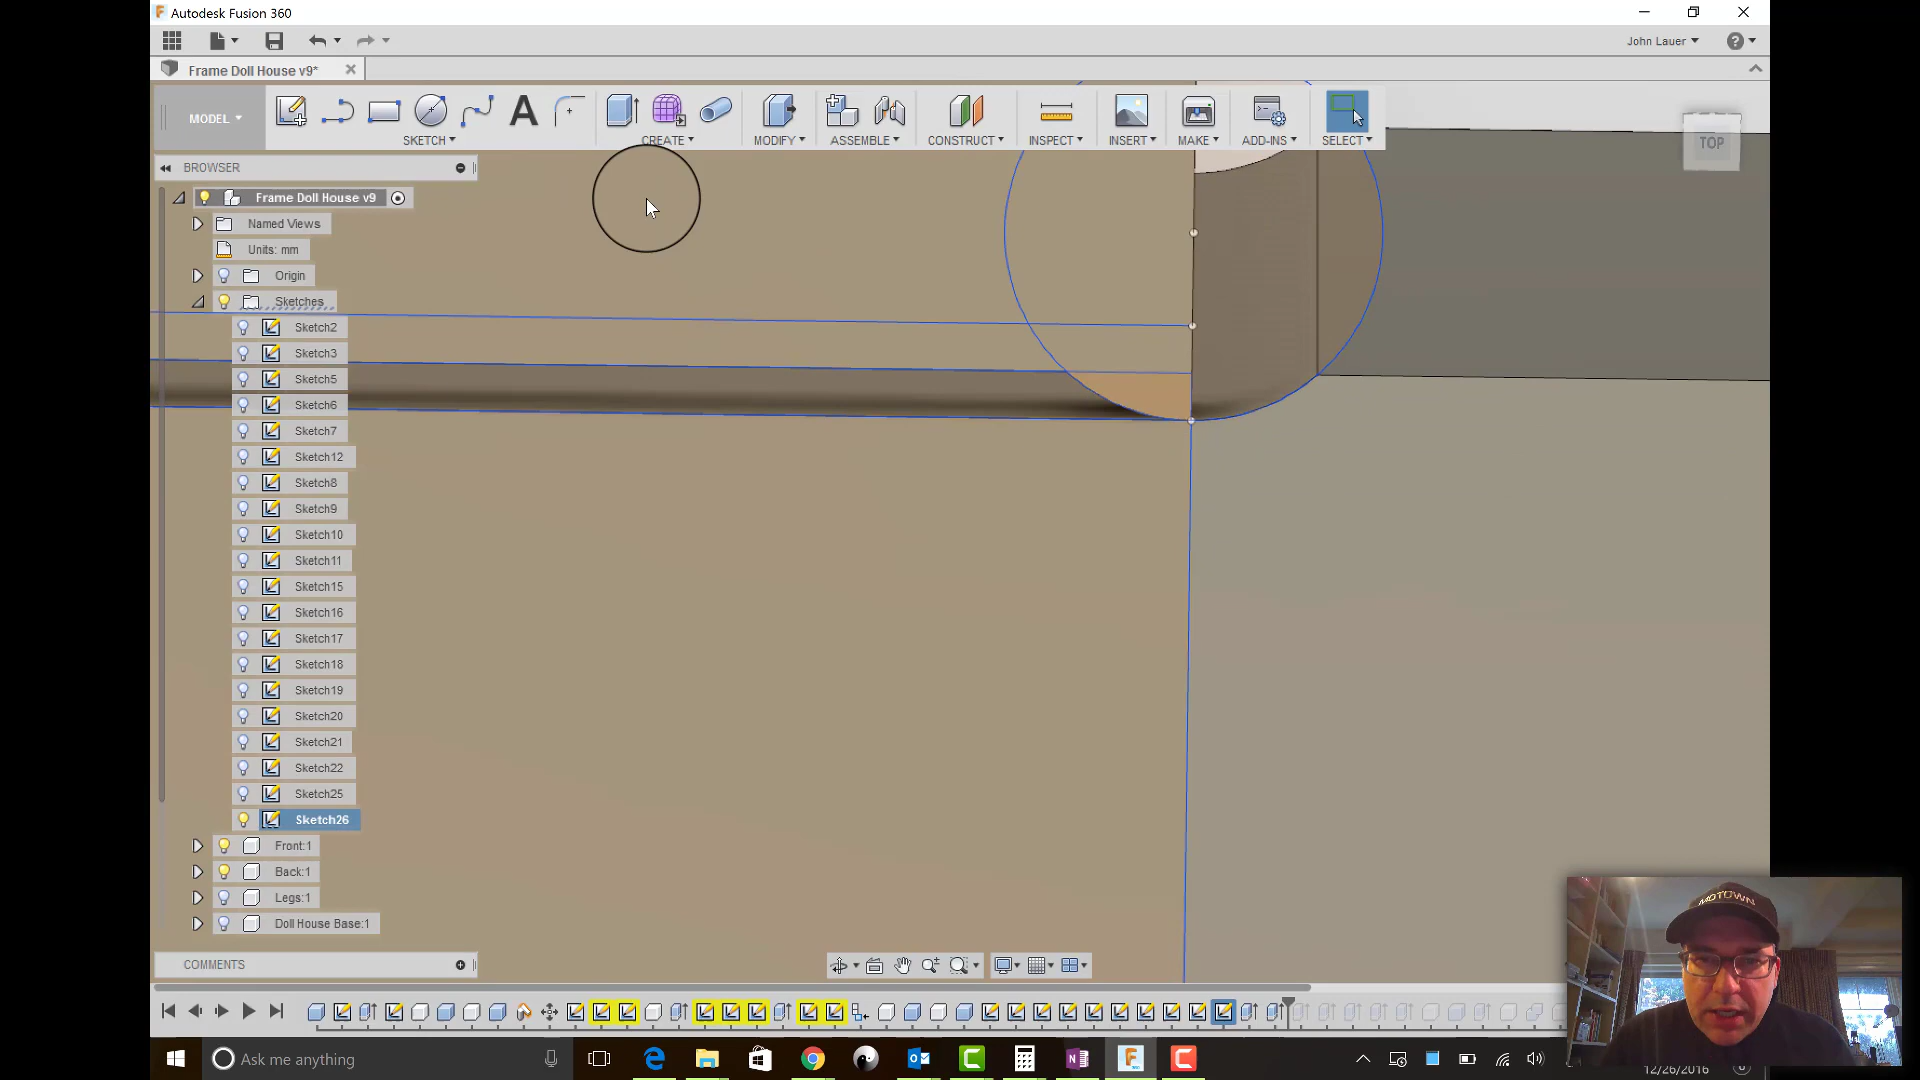 Autodesk Fusion 360
John Lauer
Frame Doll House v9*
MODEL
SKETCH
CREATE
MODIFY
ASSEMBLE
CONSTRUCT
INSPECT
INSERT
MAKE
ADD-INS
SELECT
TOP
BROWSER
Frame Doll House v9
Named Views
Units: mm
Origin
Sketches
Sketch2
Sketch3
Sketch5
Sketch6
Sketch7
Sketch12
Sketch8
Sketch9
Sketch10
Sketch11
Sketch15
Sketch16
Sketch17
Sketch18
Sketch19
Sketch20
Sketch21
Sketch22
Sketch25
Sketch26
Front:1
Back:1
Legs:1
Doll House Base:1
COMMENTS
MOTOWN
Ask me anything
12/26/2016